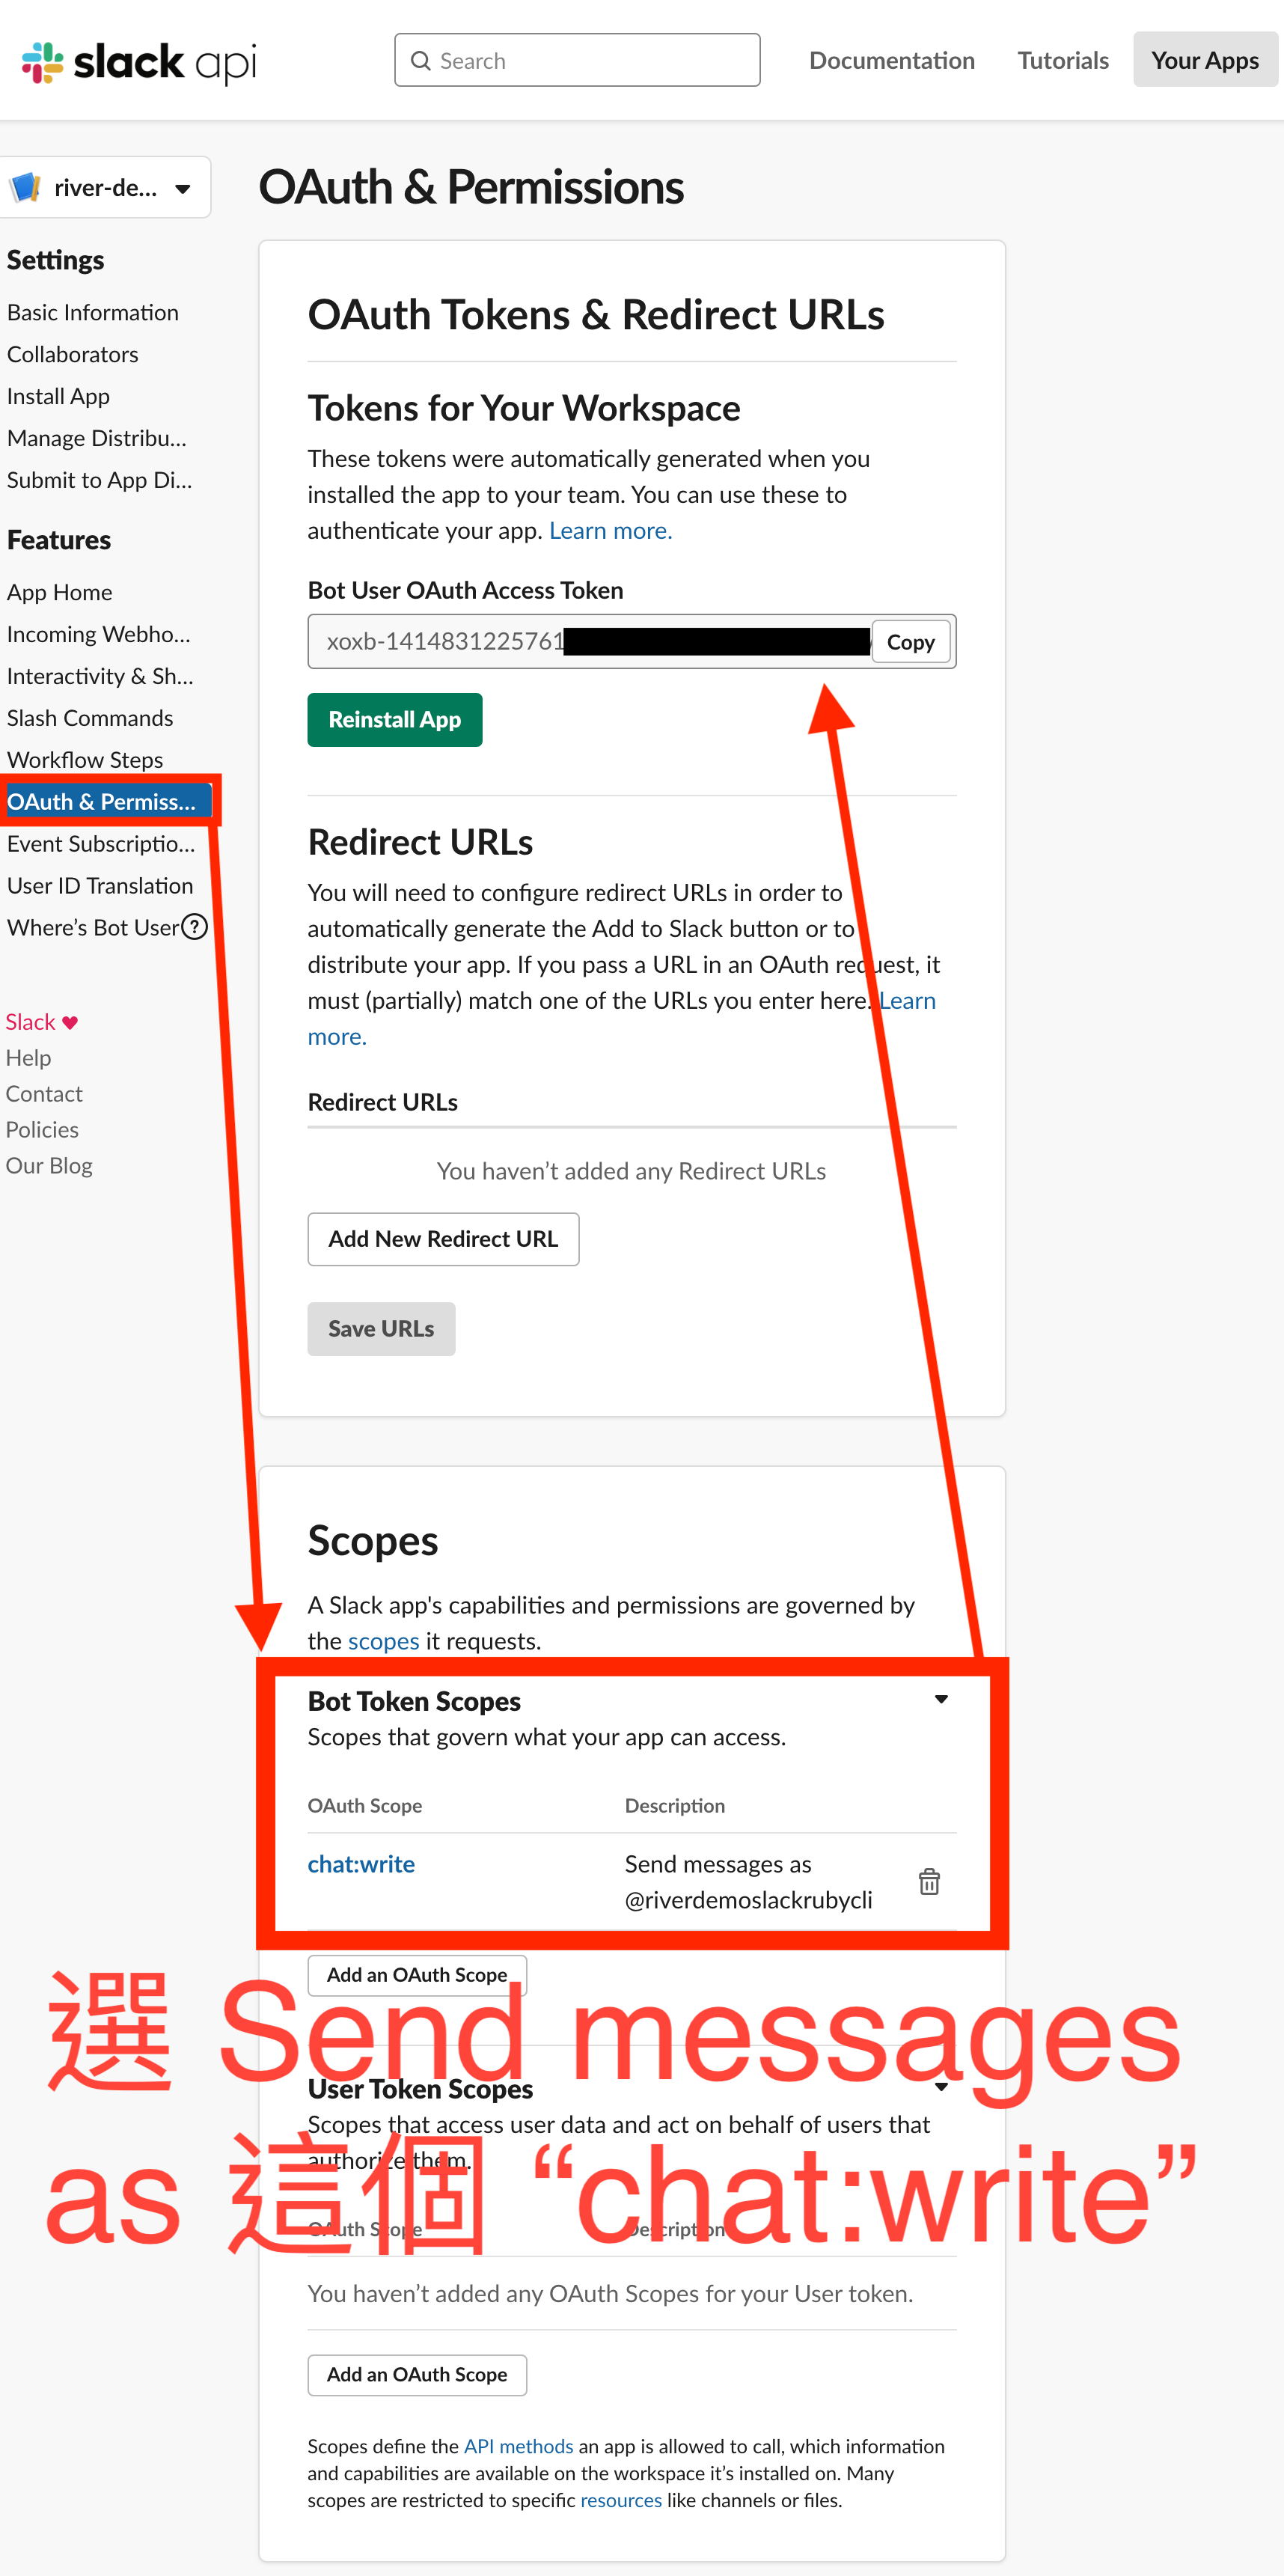 slack api
Search
Documentation
Tutorials
Your Apps
river-de...
OAuth & Permissions
Settings
Basic Information
Collaborators
Install App
Manage Distribu...
Submit to App Di...
Features
App Home
Incoming Webho...
Interactivity & Sh...
Slash Commands
Workflow Steps
OAuth & Permiss...
Event Subscriptio...
User ID Translation
Where's Bot User
?
Slack
Help
Contact
Policies
Our Blog
OAuth Tokens & Redirect URLs
Tokens for Your Workspace
These tokens were automatically generated when you
installed the app to your team. You can use these to
authenticate your app. Learn more.
Bot User OAuth Access Token
xoxb-1414831225761
Copy
Reinstall App
Redirect URLs
You will need to configure redirect URLs in order to
automatically generate the Add to Slack button or to
distribute your app. If you pass a URL in an OAuth request, it
must (partially) match one of the URLs you enter here. Learn
more.
Redirect URLs
You haven't added any Redirect URLs
Add New Redirect URL
Save URLs
Scopes
A Slack app's capabilities and permissions are governed by
the scopes it requests.
Bot Token Scopes
Scopes that govern what your app can access.
OAuth Scope
Description
chat:write
Send messages as
@riverdemoslackrubycli
Add an OAuth Scope
選 Send messages
as 這個 “chat:write”
User Token Scopes
Scopes that access user data and act on behalf of users that
authorize them.
OAuth Scope
Description
You haven't added any OAuth Scopes for your User token.
Add an OAuth Scope
Scopes define the API methods an app is allowed to call, which information
and capabilities are available on the workspace it's installed on. Many
scopes are restricted to specific resources like channels or files.